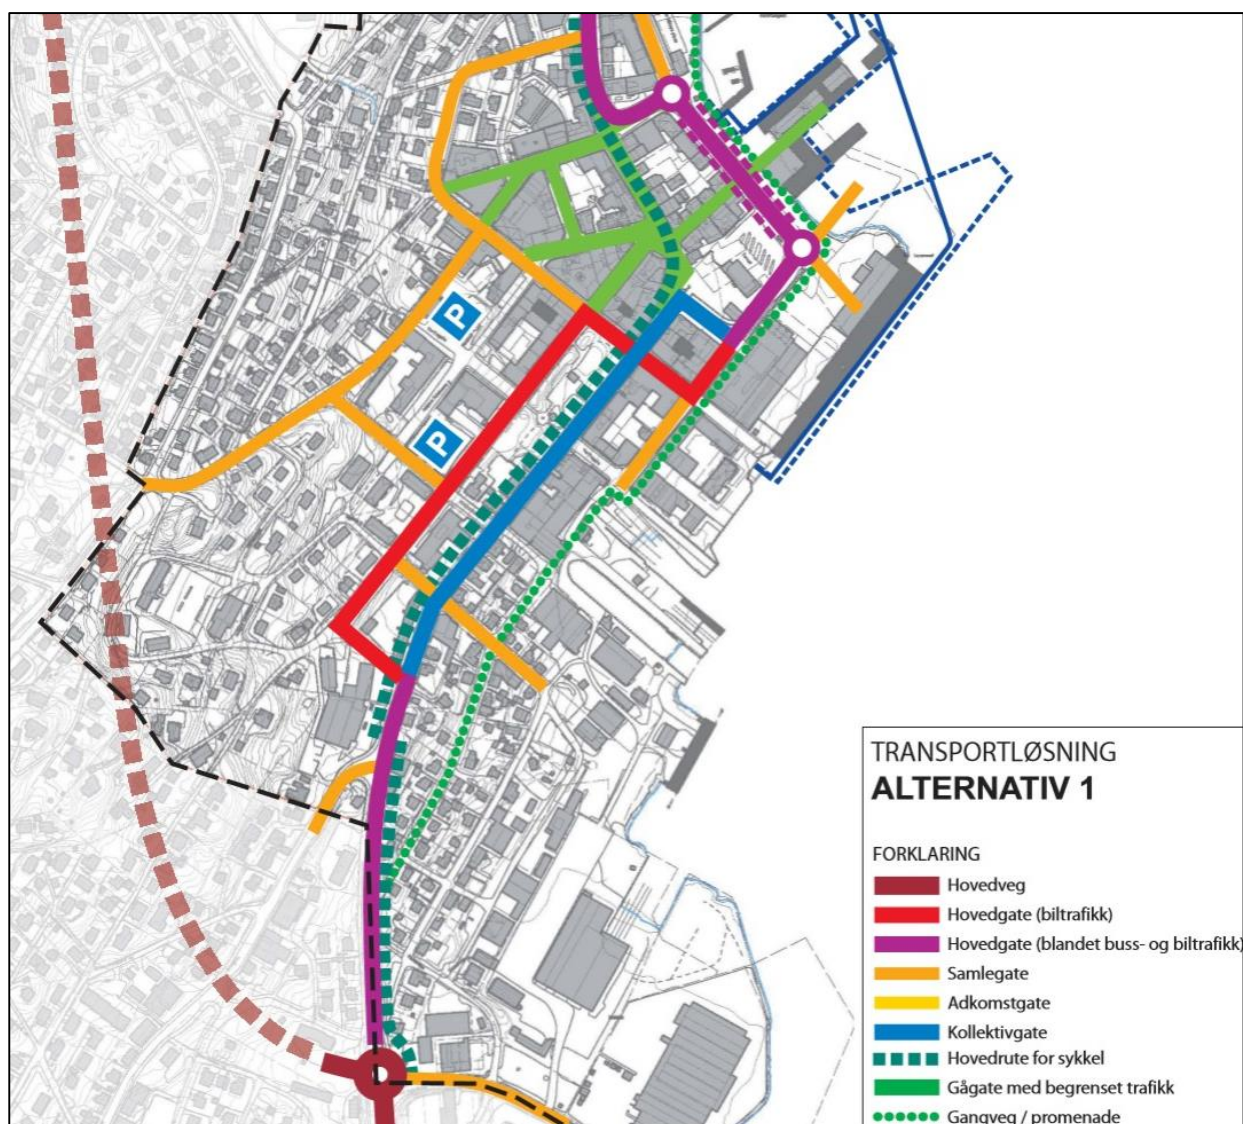 P
P
TRANSPORTLØSNING
ALTERNATIV 1
FORKLARING
Hovedveg
Hovedgate (biltrafikk)
Hovedgate (blandet buss- og biltrafikk)
Samlegate
Adkomstgate
Kollektivgate
Hovedrute for sykkel
Gågate med begrenset trafikk
Gangveg / promenade